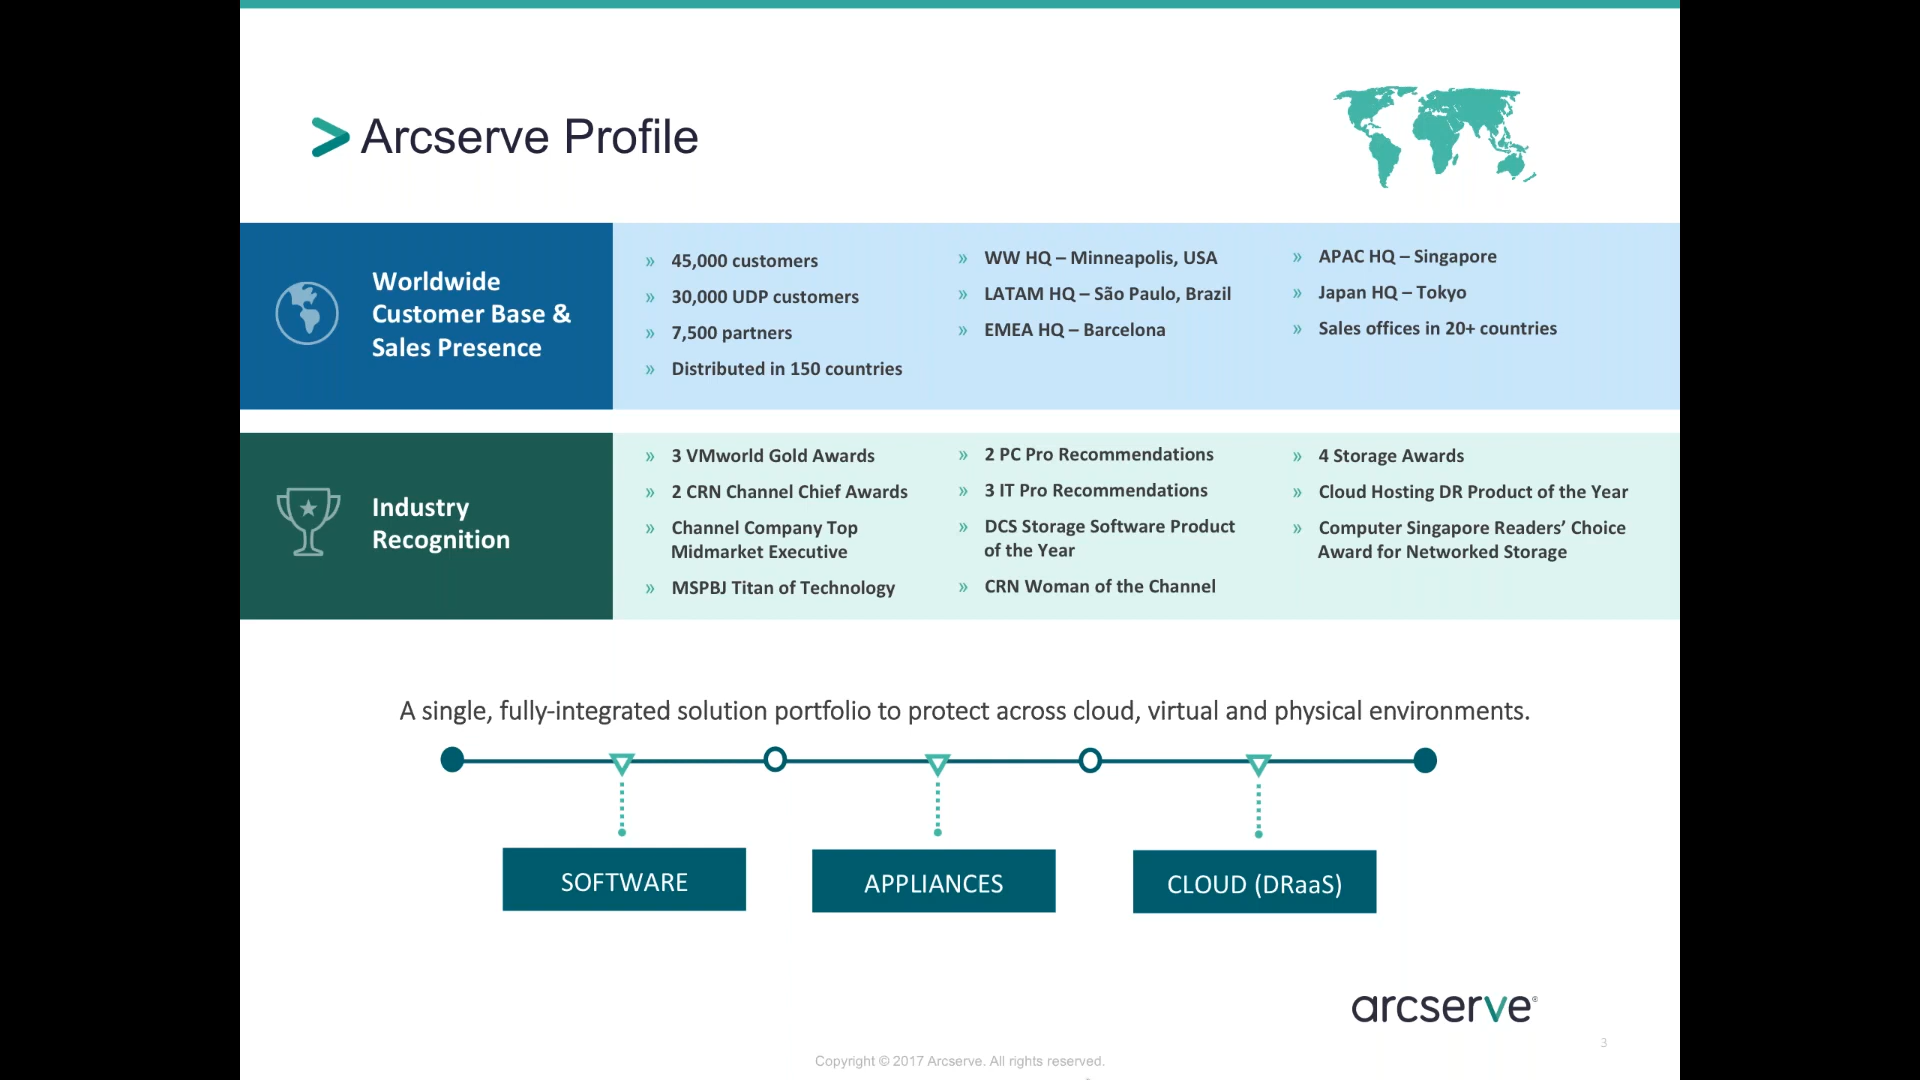 Arcserve Profile
Worldwide
Customer Base &
Sales Presence
» 45,000 customers
» 30,000 UDP customers
» 7,500 partners
» Distributed in 150 countries
» WW HQ – Minneapolis, USA
» LATAM HQ – São Paulo, Brazil
» EMEA HQ – Barcelona
» APAC HQ – Singapore
» Japan HQ – Tokyo
» Sales offices in 20+ countries
Industry
Recognition
» 3 VMworld Gold Awards
» 2 CRN Channel Chief Awards
» Channel Company Top
Midmarket Executive
» MSPBJ Titan of Technology
» 2 PC Pro Recommendations
» 3 IT Pro Recommendations
» DCS Storage Software Product
of the Year
» CRN Woman of the Channel
» 4 Storage Awards
» Cloud Hosting DR Product of the Year
» Computer Singapore Readers’ Choice
Award for Networked Storage
A single, fully-integrated solution portfolio to protect across cloud, virtual and physical environments.
SOFTWARE
APPLIANCES
CLOUD (DRaaS)
arcserve®
3
Copyright © 2017 Arcserve. All rights reserved.